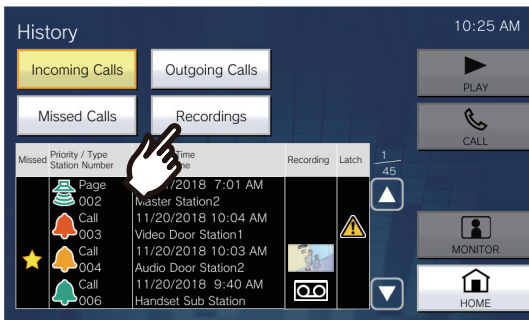 History
10:25 AM
Incoming Calls
Outgoing Calls
PLAY
Missed Calls
Recordings
CALL
Missed
Priority / Type
Station Number
Time
Recording
Latch
1
45
Page
002
/2018 7:01 AM
Master Station2
Call
003
11/20/2018 10:04 AM
Video Door Station1
Call
004
11/20/2018 10:03 AM
Audio Door Station2
MONITOR
Call
006
11/20/2018 9:40 AM
Handset Sub Station
HOME